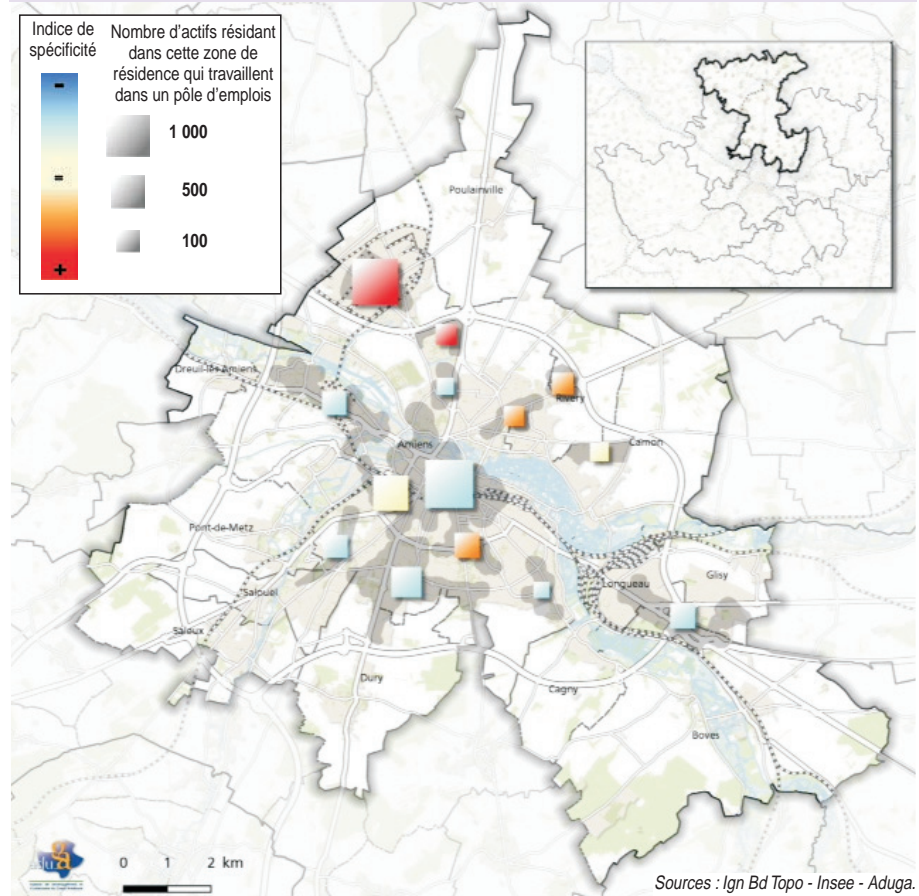 Indice de
spécificité
-
=
+
Nombre d'actifs résidant
dans cette zone de
résidence qui travaillent
dans un pôle d'emplois
1 000
500
100
Poulainville
Dreuil-lès-Amiens
Rivery
Amiens
Camon
Pont-de-Metz
Longueau
Glisy
Salouel
Saleux
Dury
Cagny
Boves
0 1 2 km
Sources : Ign Bd Topo - Insee - Aduga.